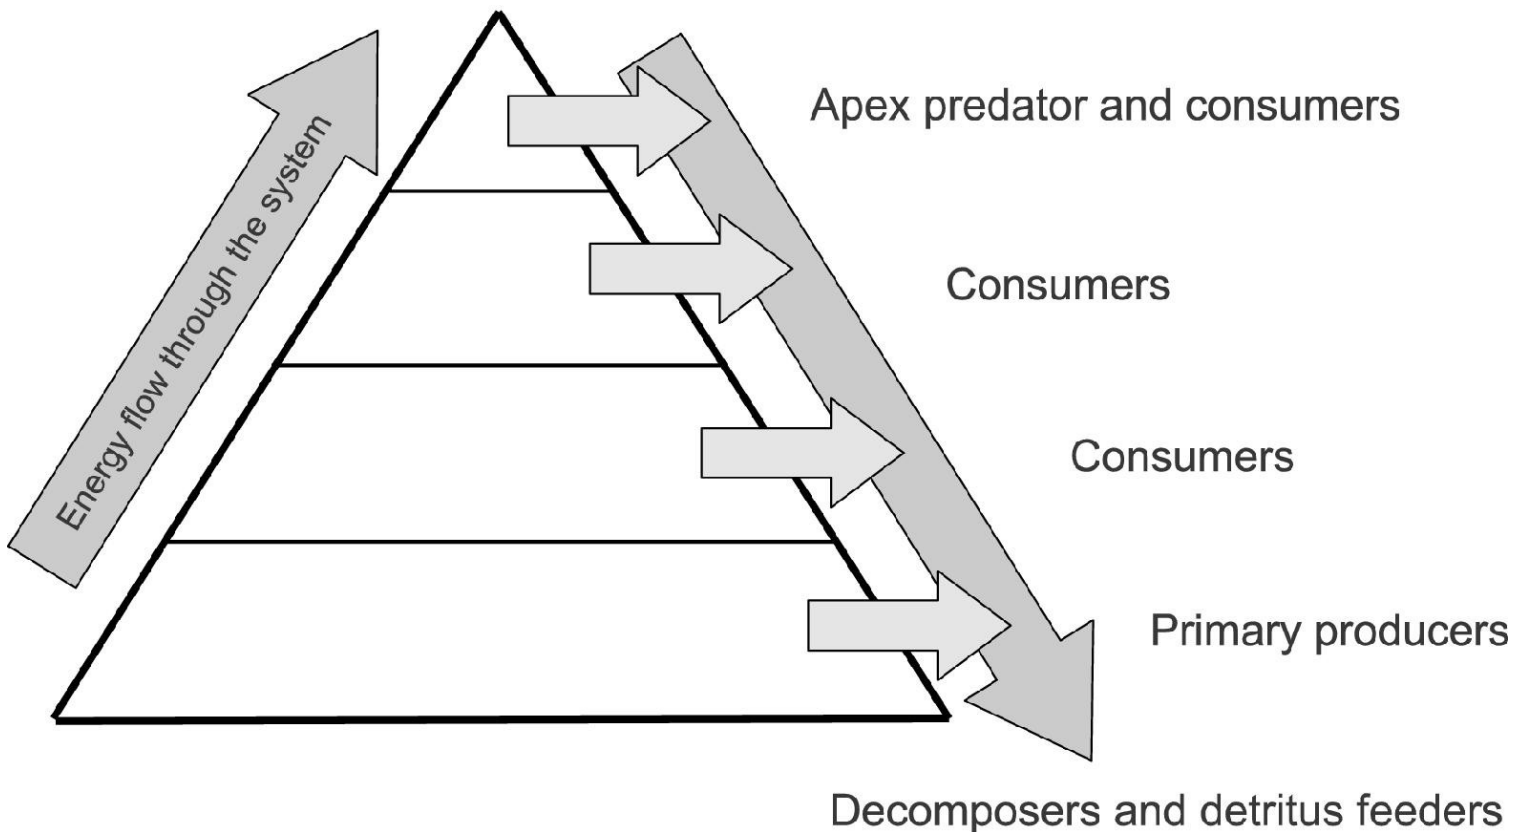 Energy flow through the system
Apex predator and consumers
Consumers
Consumers
Primary producers
Decomposers and detritus feeders